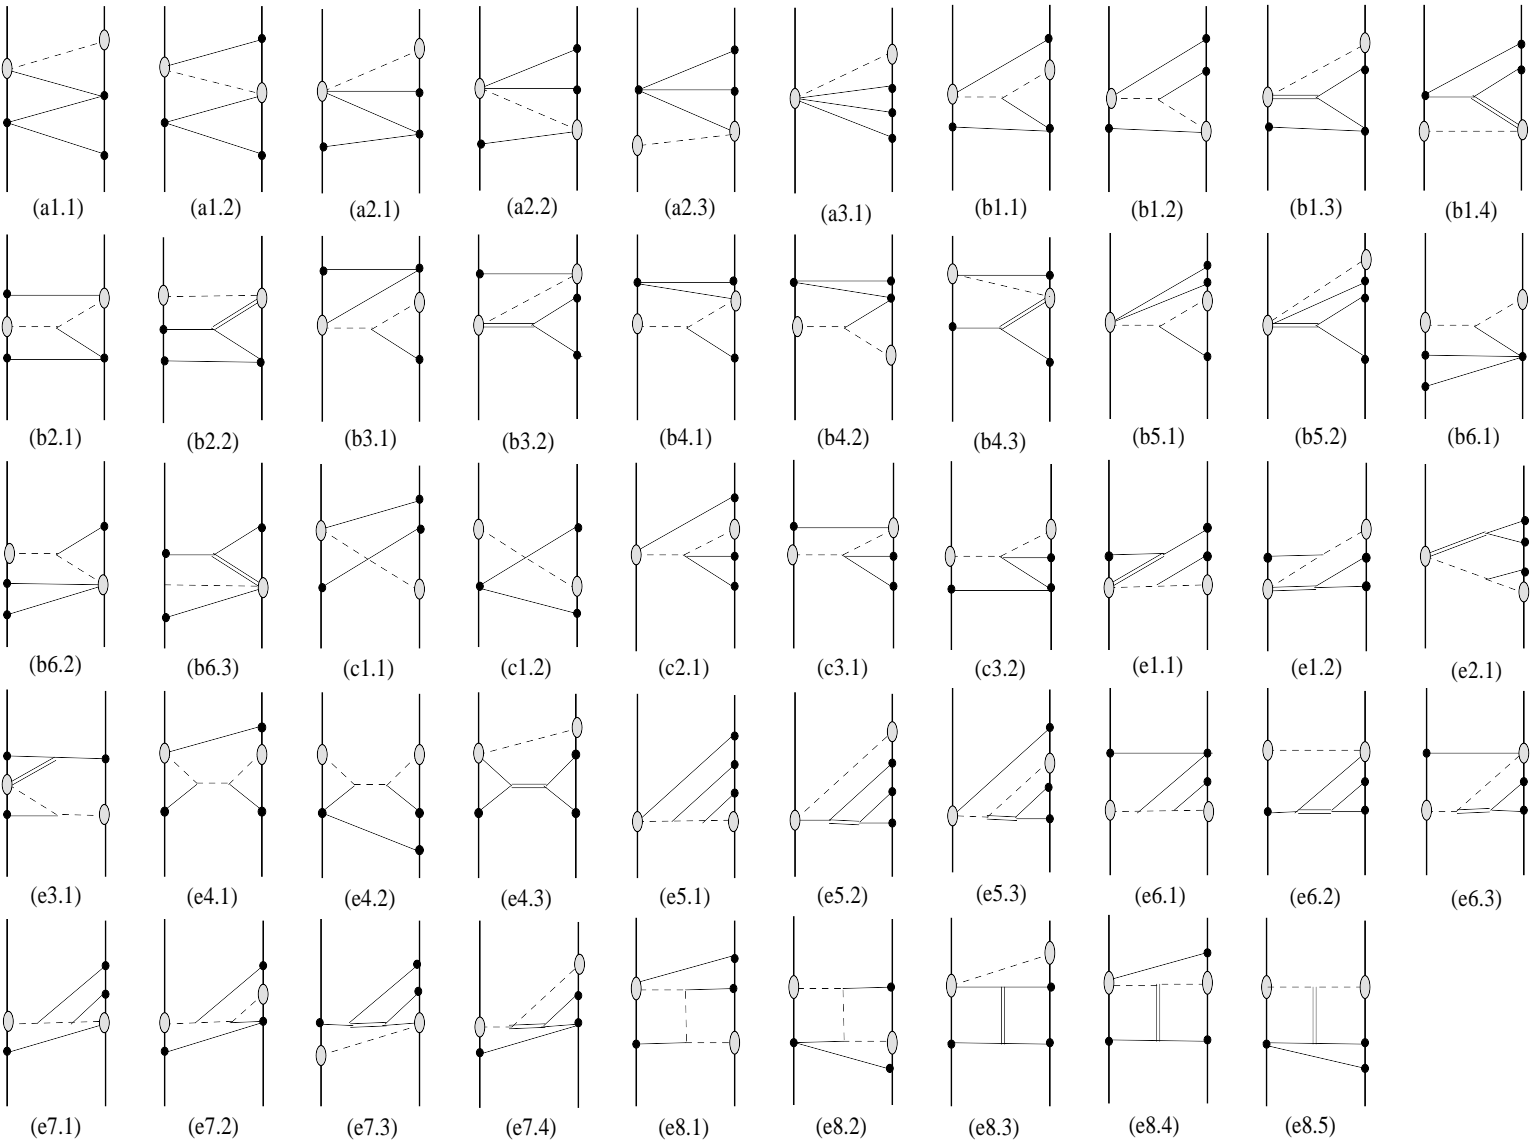 (a1.1) (a1.2) (a2.1) (a2.2) (a2.3) (a3.1) (b1.1) (b1.2) (b1.3) (b1.4)
(b2.1) (b2.2) (b3.1) (b3.2) (b4.1) (b4.2) (b4.3) (b5.1) (b5.2) (b6.1)
(b6.2) (b6.3) (c1.1) (c1.2) (c2.1) (c3.1) (c3.2) (e1.1) (e1.2) (e2.1)
(e3.1) (e4.1) (e4.2) (e4.3) (e5.1) (e5.2) (e5.3) (e6.1) (e6.2) (e6.3)
(e7.1) (e7.2) (e7.3) (e7.4) (e8.1) (e8.2) (e8.3) (e8.4) (e8.5)